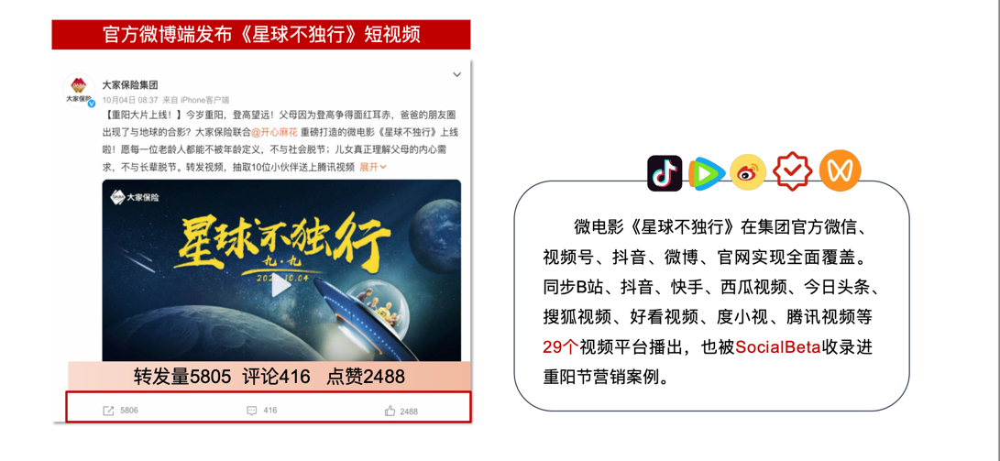 官方微博端发布《星球不独行》短视频
大家保险集团
大家保险
10月04日 08:37 来自 iPhone客户端
【重阳大片上线！】今岁重阳，登高望远！父母因为登高争得面红耳赤，爸爸的朋友圈
出现了与地球的合影？大家保险联合@开心麻花 重磅打造的微电影《星球不独行》上线
啦！愿每一位老龄人都能不被年龄定义，不与社会脱节；儿女真正理解父母的内心需
求，不与长辈脱节。转发视频，抽取10位小伙伴送上腾讯视频 展开
大家保险
星球不独行
九·九
2022.10.04
转发量5805 评论416 点赞2488
5806 416 2488
微电影《星球不独行》在集团官方微信、
视频号、抖音、微博、官网实现全面覆盖。
同步B站、抖音、快手、西瓜视频、今日头条、
搜狐视频、好看视频、度小视、腾讯视频等
29个视频平台播出，也被SocialBeta收录进
重阳节营销案例。